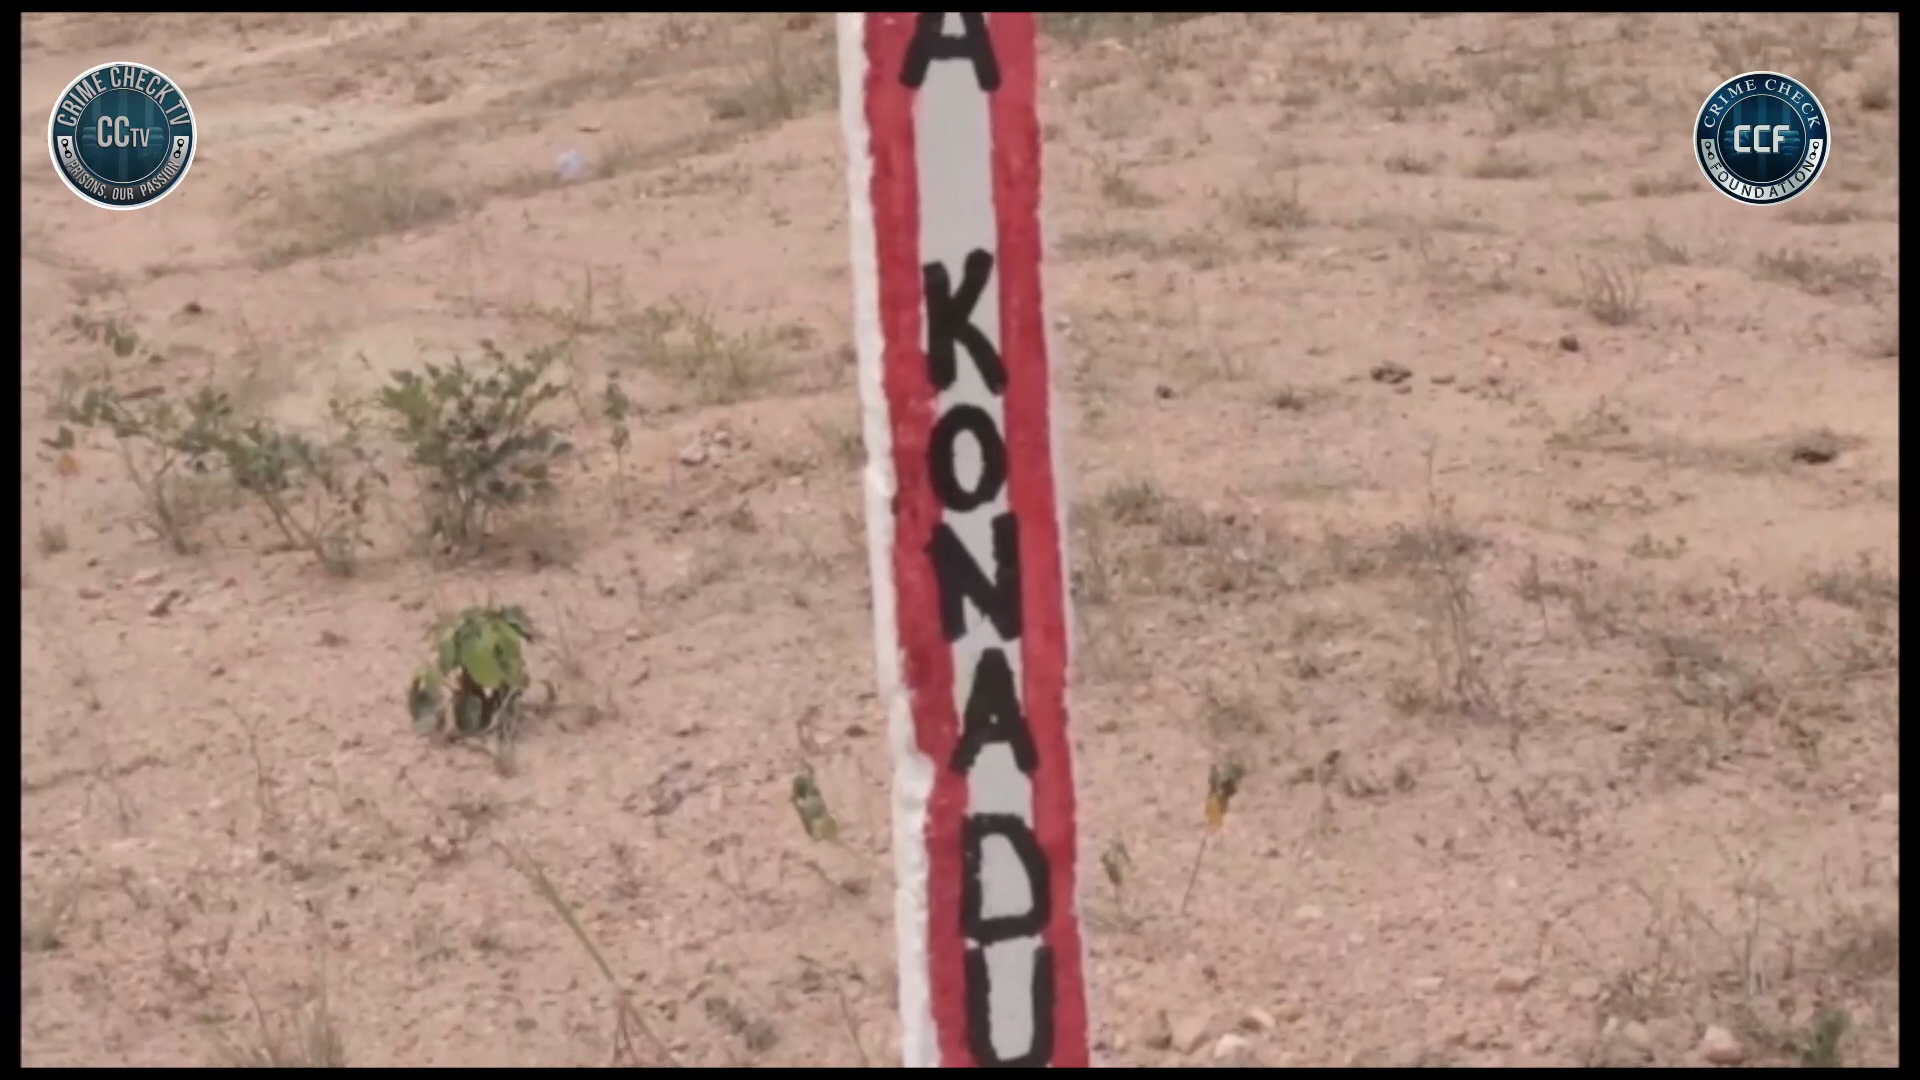 CRIME CHECK TV
CCTV
PRISONS, OUR PASSION
CRIME CHECK
CCF
FOUNDATION
A
KONADU